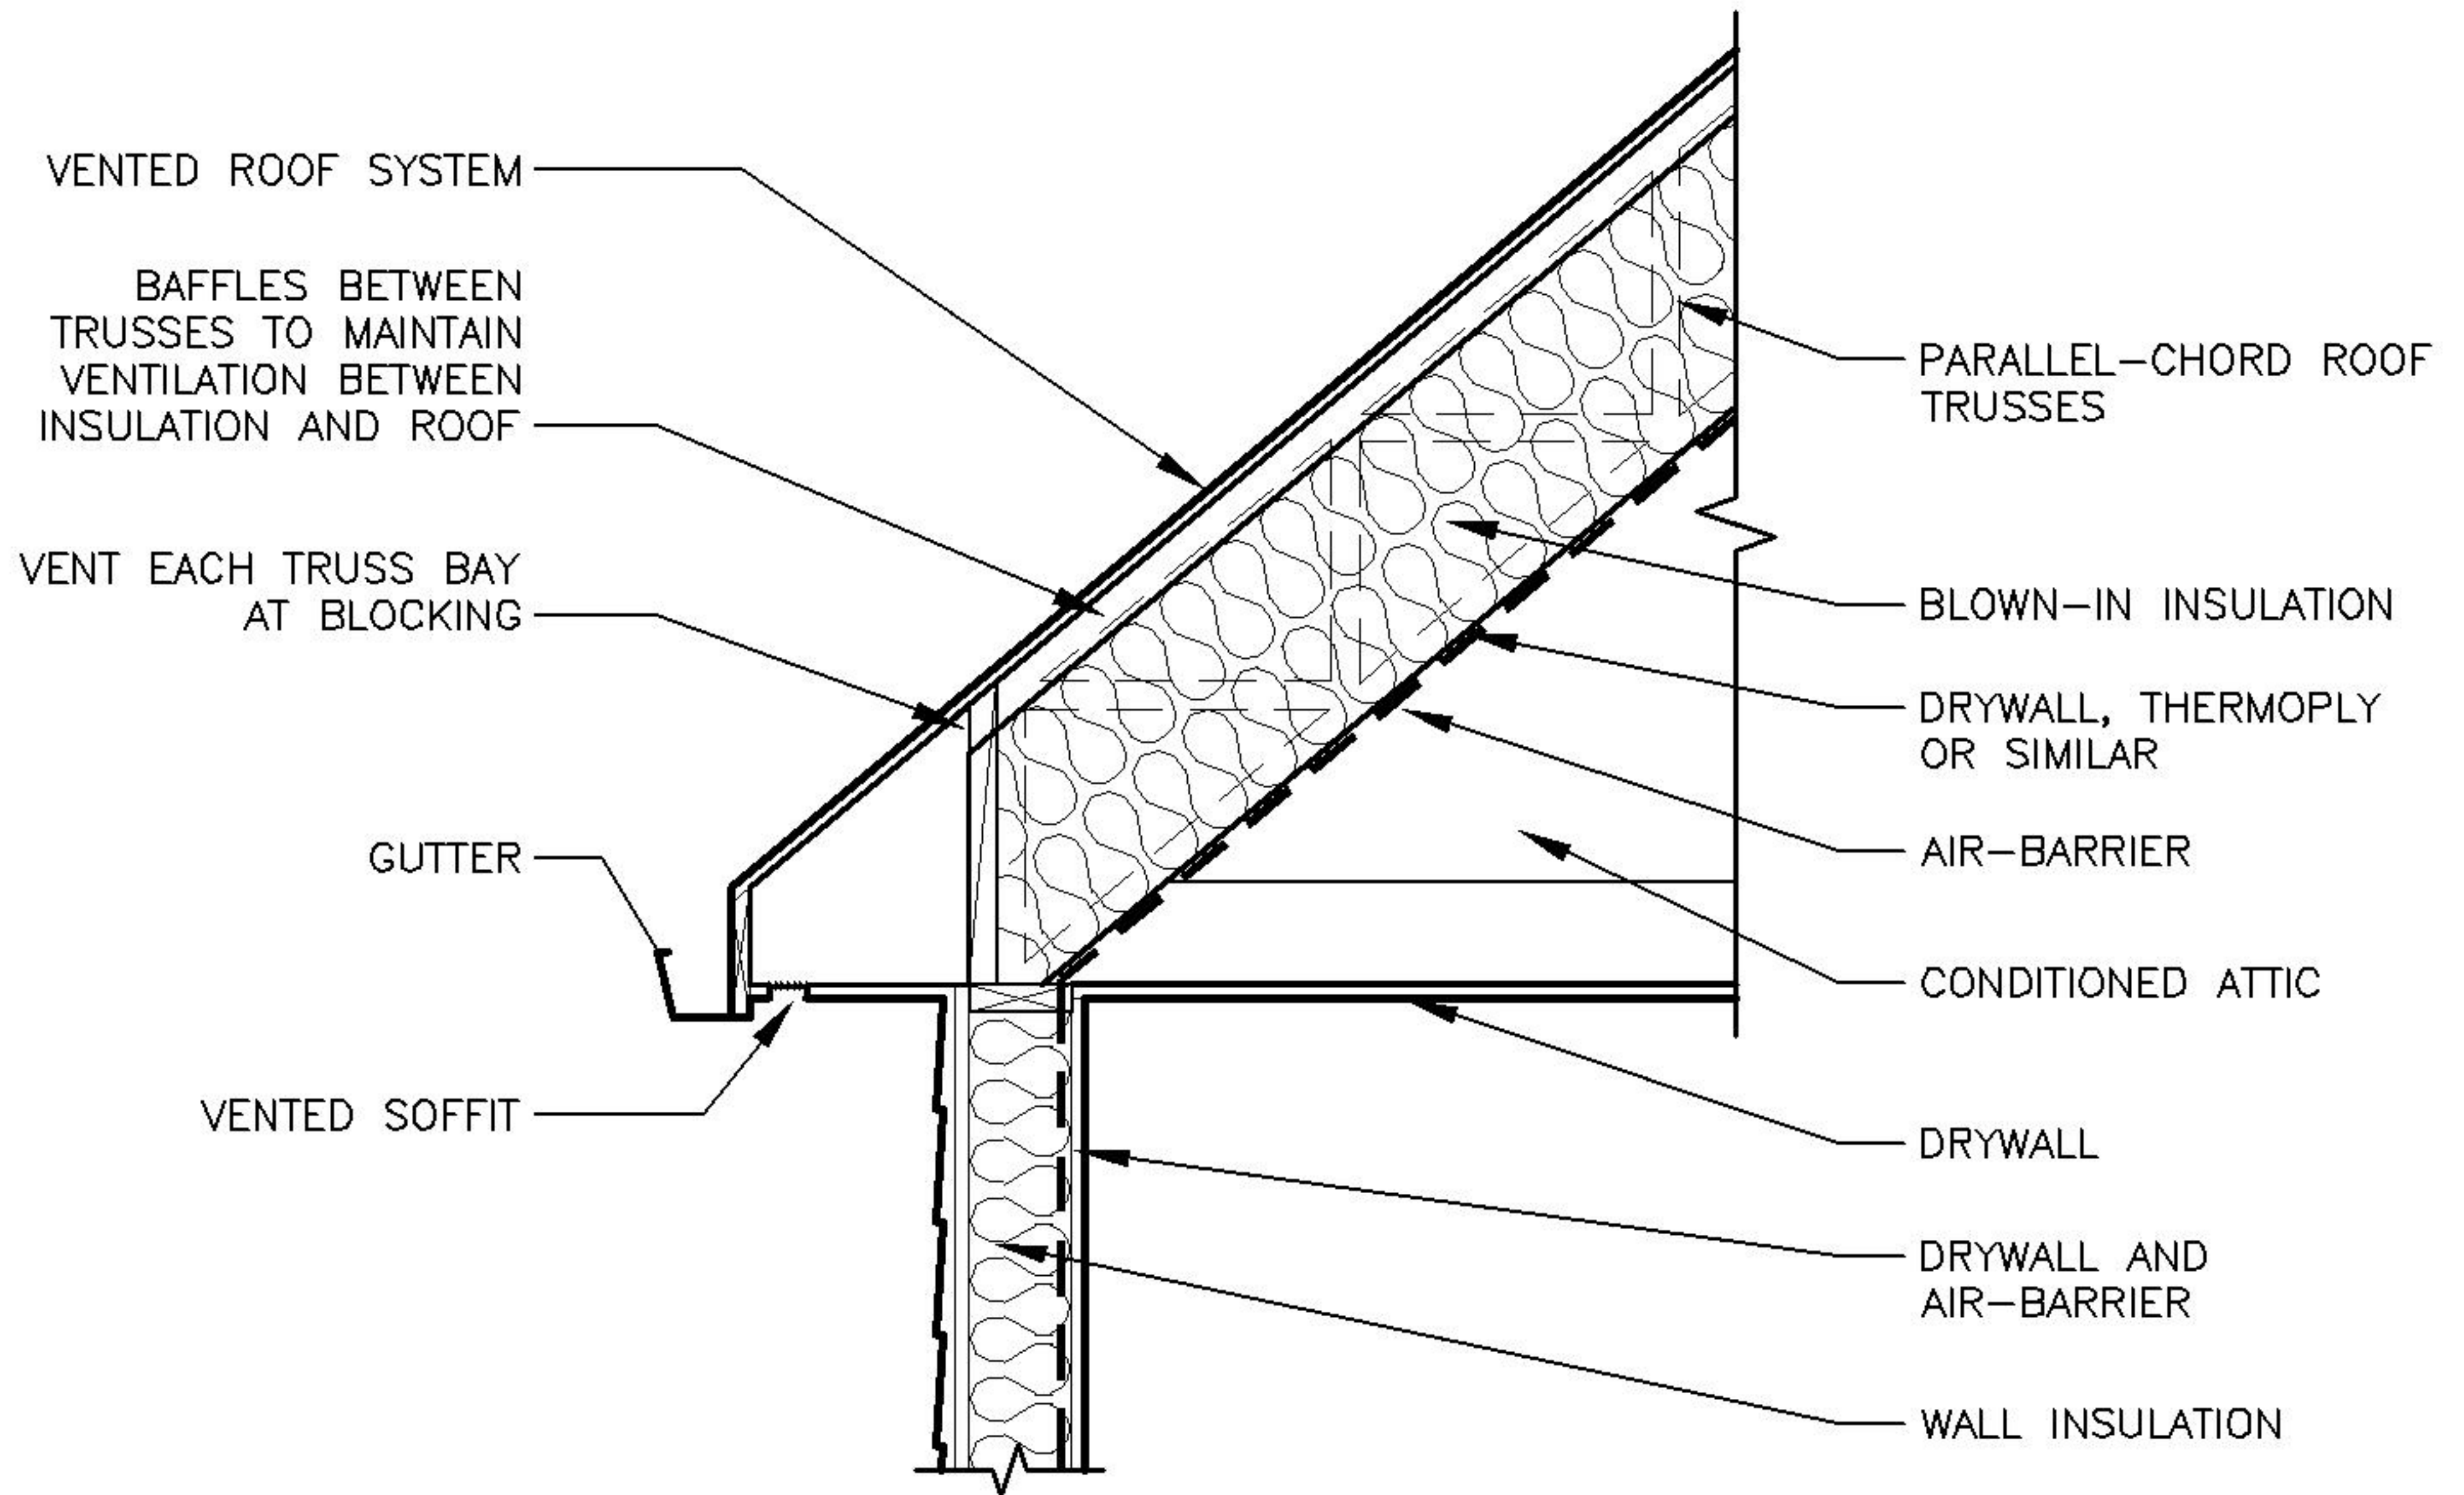 VENTED ROOF SYSTEM
BAFFLES BETWEEN
TRUSSES TO MAINTAIN
VENTILATION BETWEEN
INSULATION AND ROOF
VENT EACH TRUSS BAY
AT BLOCKING
GUTTER
VENTED SOFFIT
PARALLEL-CHORD ROOF
TRUSSES
BLOWN-IN INSULATION
DRYWALL, THERMOPLY
OR SIMILAR
AIR-BARRIER
CONDITIONED ATTIC
DRYWALL
DRYWALL AND
AIR-BARRIER
WALL INSULATION